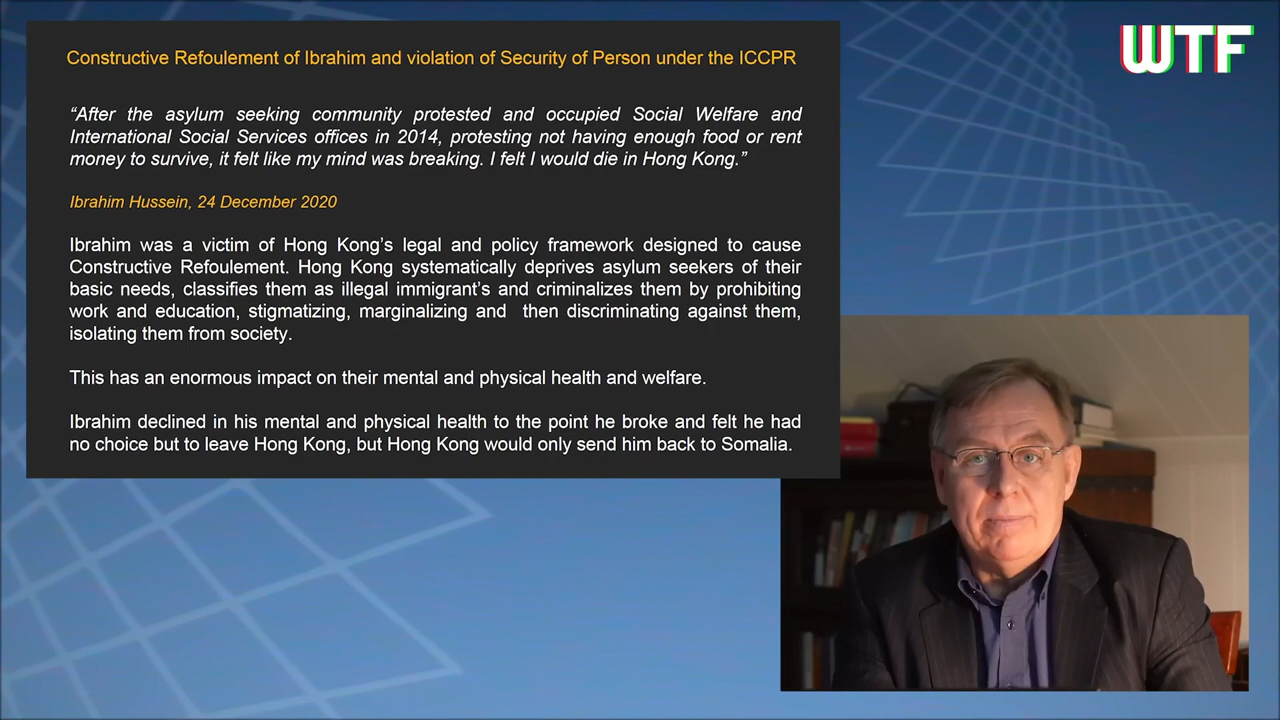 WTF
Constructive Refoulement of Ibrahim and violation of Security of Person under the ICCPR
“After the asylum seeking community protested and occupied Social Welfare and
International Social Services offices in 2014, protesting not having enough food or rent
money to survive, it felt like my mind was breaking. I felt I would die in Hong Kong.”
Ibrahim Hussein, 24 December 2020
Ibrahim was a victim of Hong Kong’s legal and policy framework designed to cause
Constructive Refoulement. Hong Kong systematically deprives asylum seekers of their
basic needs, classifies them as illegal immigrant’s and criminalizes them by prohibiting
work and education, stigmatizing, marginalizing and then discriminating against them,
isolating them from society.
This has an enormous impact on their mental and physical health and welfare.
Ibrahim declined in his mental and physical health to the point he broke and felt he had
no choice but to leave Hong Kong, but Hong Kong would only send him back to Somalia.